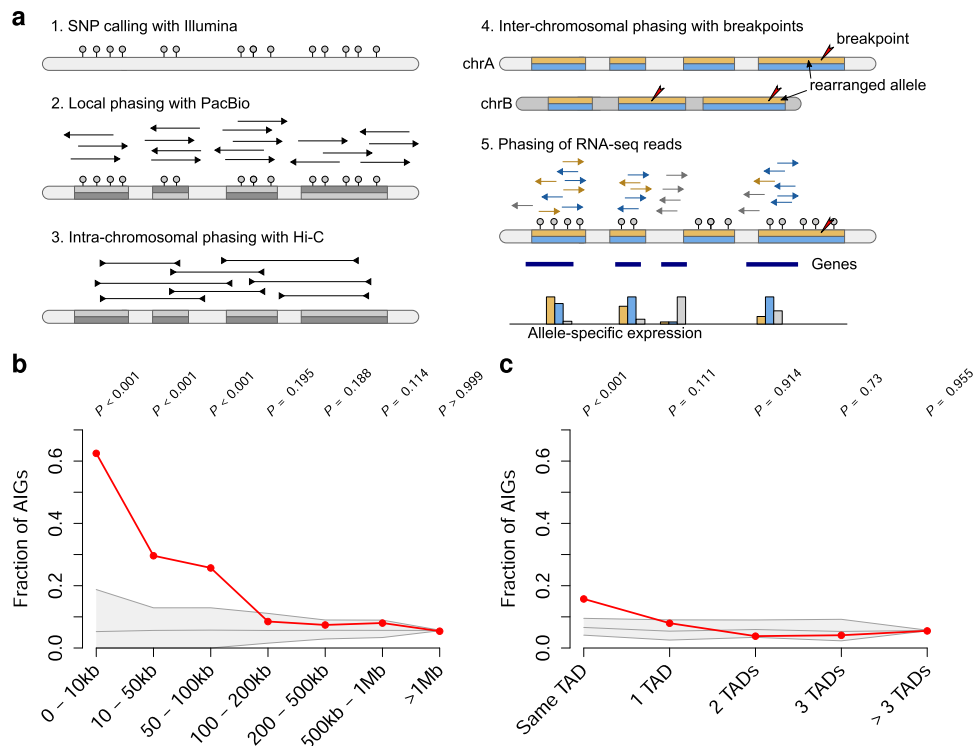 a
1. SNP calling with Illumina
2. Local phasing with PacBio
3. Intra-chromosomal phasing with Hi-C
4. Inter-chromosomal phasing with breakpoints
breakpoint
chrA
rearranged allele
chrB
5. Phasing of RNA-seq reads
Genes
Allele-specific expression
b
P < 0.001
P < 0.001
P < 0.001
P = 0.195
P = 0.188
P = 0.114
P > 0.999
Fraction of AIGs
0.6
0.4
0.2
0.0
0 – 10kb
10 – 50kb
50 – 100kb
100 – 200kb
200 – 500kb
500kb – 1Mb
>1Mb
c
P < 0.001
P = 0.111
P = 0.914
P = 0.73
P = 0.955
Fraction of AIGs
0.6
0.4
0.2
0.0
Same TAD
1 TAD
2 TADs
3 TADs
> 3 TADs